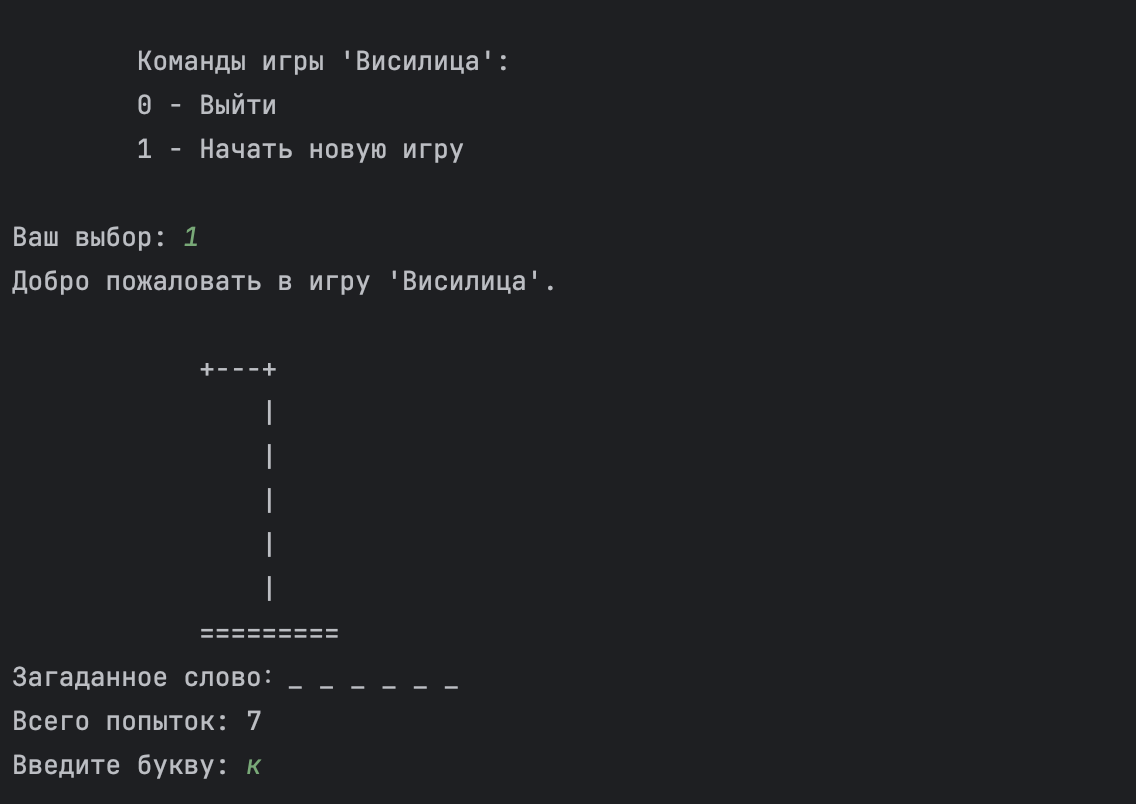 Команды игры 'Висилица':
0 - Выйти
1 - Начать новую игру
Ваш выбор: 1
Добро пожаловать в игру 'Висилица'.
+---+
|
|
|
|
|
=========
Загаданное слово: _ _ _ _ _ _
Всего попыток: 7
Введите букву: к